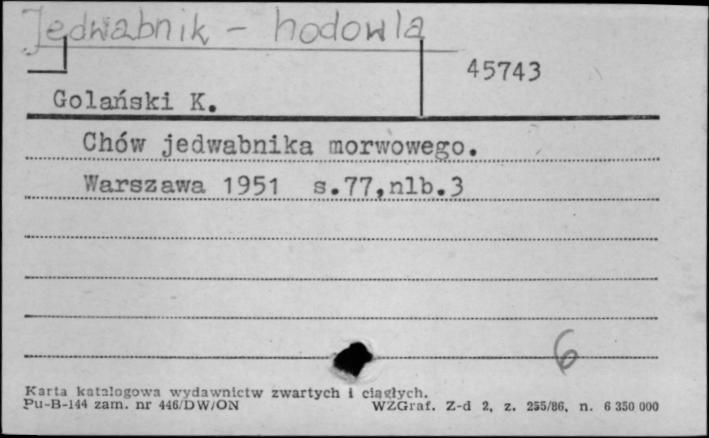 Jedwabnik - hodowla
45743
Golański K.
Chów jedwabnika morwowego.
Warszawa 1951 s.77,nlb.3
6
Karta katalogowa wydawnictw zwartych i ciągłych.
Pu-B-144 zam. nr 446/DW/ON WZGraf. Z-d 2, z. 255/86, n. 6 350 000